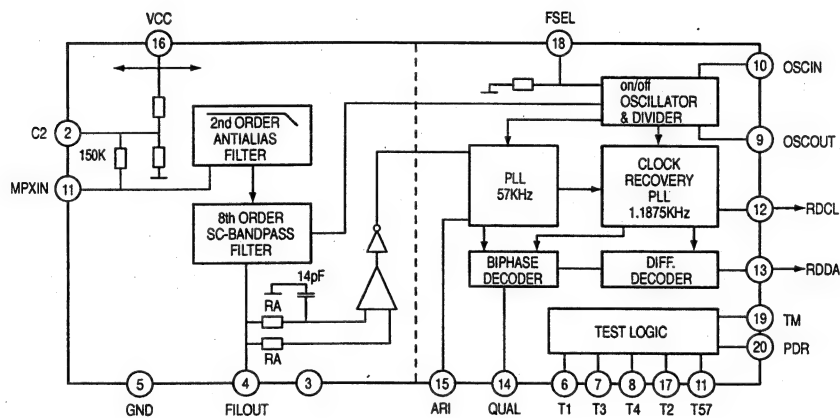 VCC
16
FSEL
18
10 OSCIN
on/off
OSCILLATOR
& DIVIDER
C2 2
150K
2nd ORDER
ANTIALIAS
FILTER
9 OSCOUT
MPXIN 11
PLL
57KHz
CLOCK
RECOVERY
PLL
1.1875KHz
8th ORDER
SC-BANDPASS
FILTER
12 RDCL
14pF
BIPHASE
DECODER
DIFF.
DECODER
13 RDDA
RA
RA
TEST LOGIC
19 TM
20 PDR
5 4 3 15 14 6 7 8 17 11
GND FILOUT ARI QUAL T1 T3 T4 T2 T57